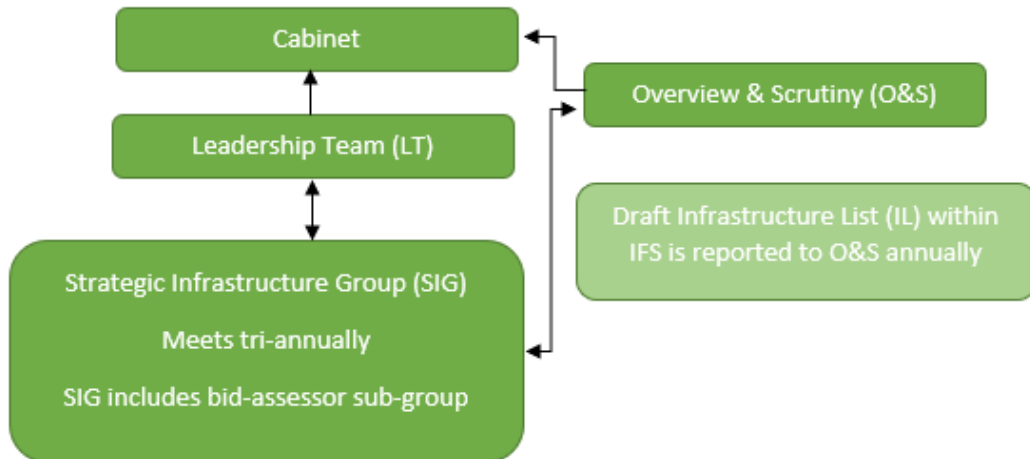 Cabinet
Overview & Scrutiny (O&S)
Leadership Team (LT)
Draft Infrastructure List (IL) within
IFS is reported to O&S annually
Strategic Infrastructure Group (SIG)
Meets tri-annually
SIG includes bid-assessor sub-group